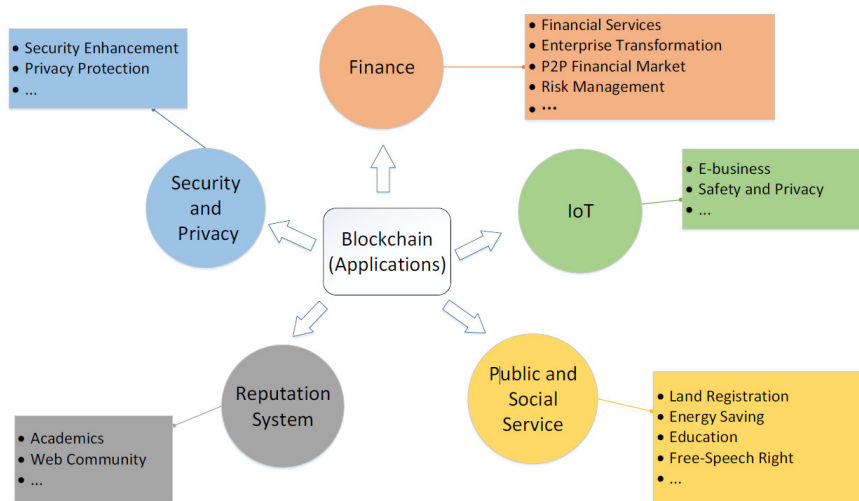 • Security Enhancement
• Privacy Protection
• ...
Finance
• Financial Services
• Enterprise Transformation
• P2P Financial Market
• Risk Management
• ...
Security
and
Privacy
Blockchain
(Applications)
IoT
• E-business
• Safety and Privacy
• ...
Reputation
System
• Academics
• Web Community
• ...
Public and
Social
Service
• Land Registration
• Energy Saving
• Education
• Free-Speech Right
• ...